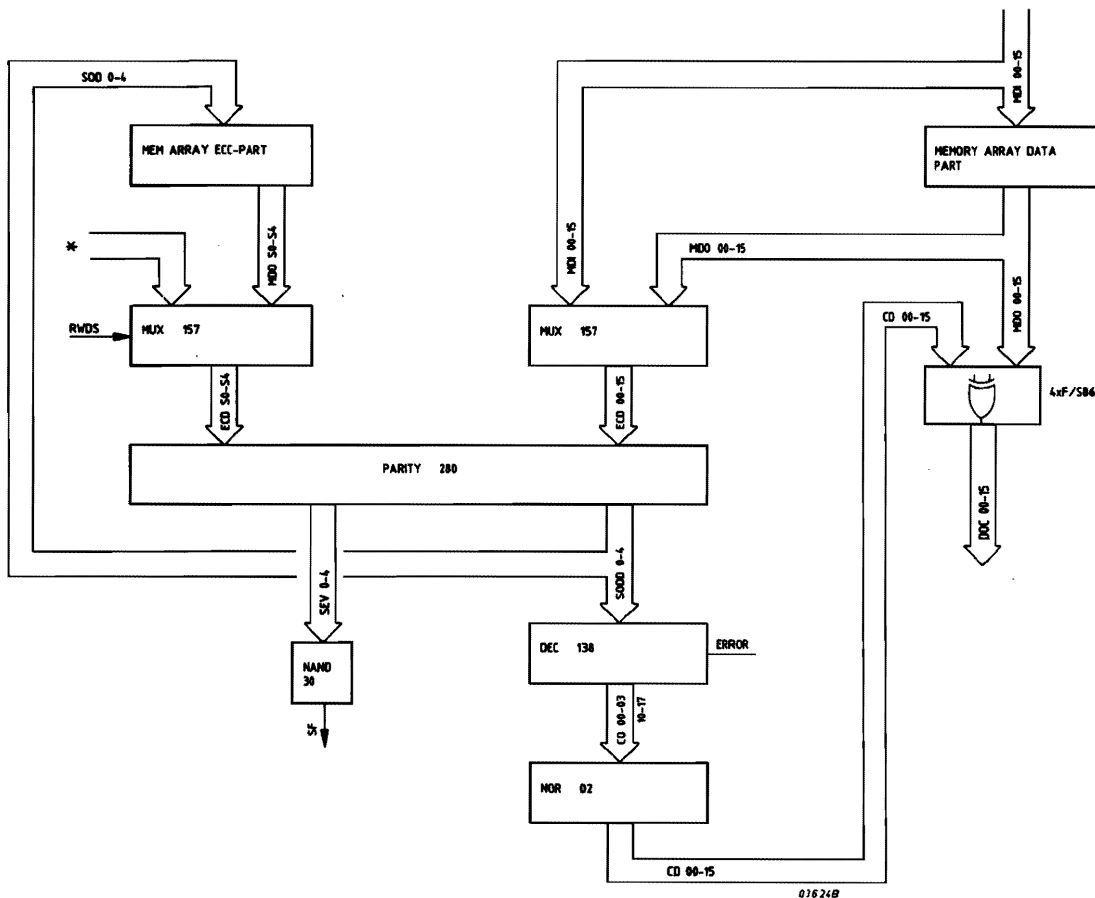 SOD 0-4
MDI 00-15
MEM ARRAY ECC-PART
MEMORY ARRAY DATA
PART
MDO S0-S4
MDI 00-15
MDO 00-15
*
MDO 00-15
CD 00-15
RWDS
MUX 157
MUX 157
4xF/S86
ECD S0-S4
ECD 00-15
PARITY 280
DOC 00-15
SEV 0-4
SODD 0-4
NAND
30
DEC 138
ERROR
SF
CO 00-03
10-17
NOR 02
CD 00-15
03624B